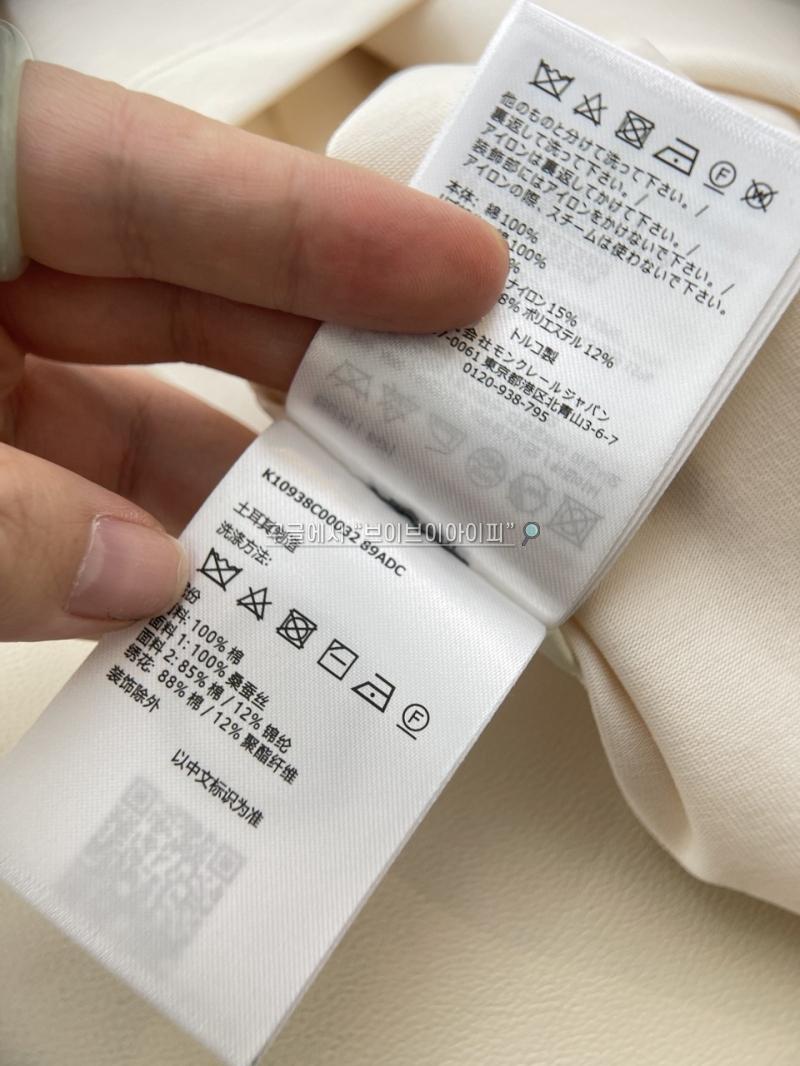 他のものと分けて洗って下さい。/
裏返して洗って下さい。/
アイロンは裏返してかけて下さい。/
装飾部にはアイロンをかけないで下さい。/
アイロンの際、スチームは使わないで下さい。
本体: 綿100%
100%
%
ナイロン15%
8% ポリエステル12%
トルコ製
会社モンクレールジャパン
7-0061 東京都港区北青山3-6-7
0120-938-795
K10938C00032 89ADC
구글에서 “브이브이아이피”
土耳其制造
洗涤方法:
份
料: 100% 棉
面料 1: 100% 桑蚕丝
面料 2: 85% 棉 / 12% 锦纶
绣花: 88% 棉 / 12% 聚酯纤维
装饰除外
以中文标识为准